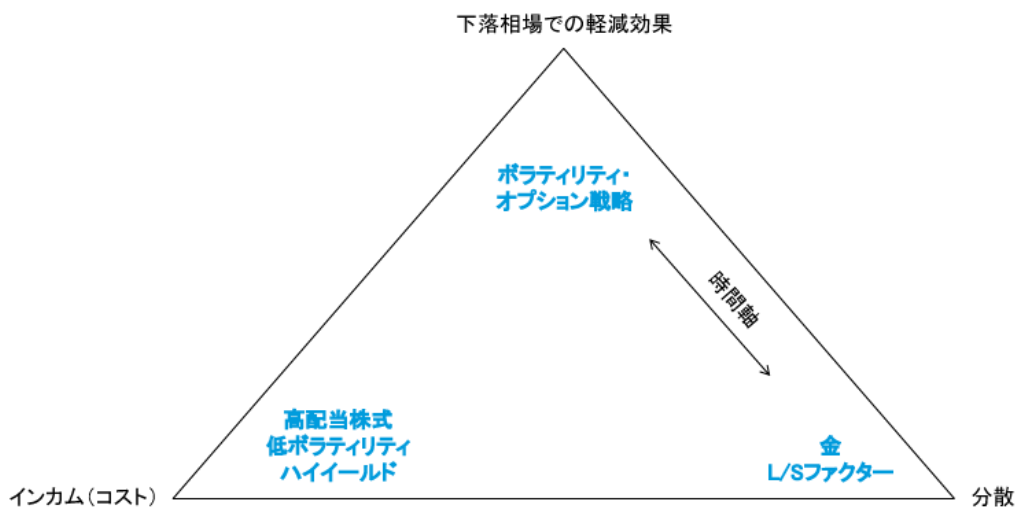 下落相場での軽減効果
ボラティリティ・
オプション戦略
時間軸
高配当株式
低ボラティリティ
ハイイールド
金
L/Sファクター
インカム(コスト)
分散